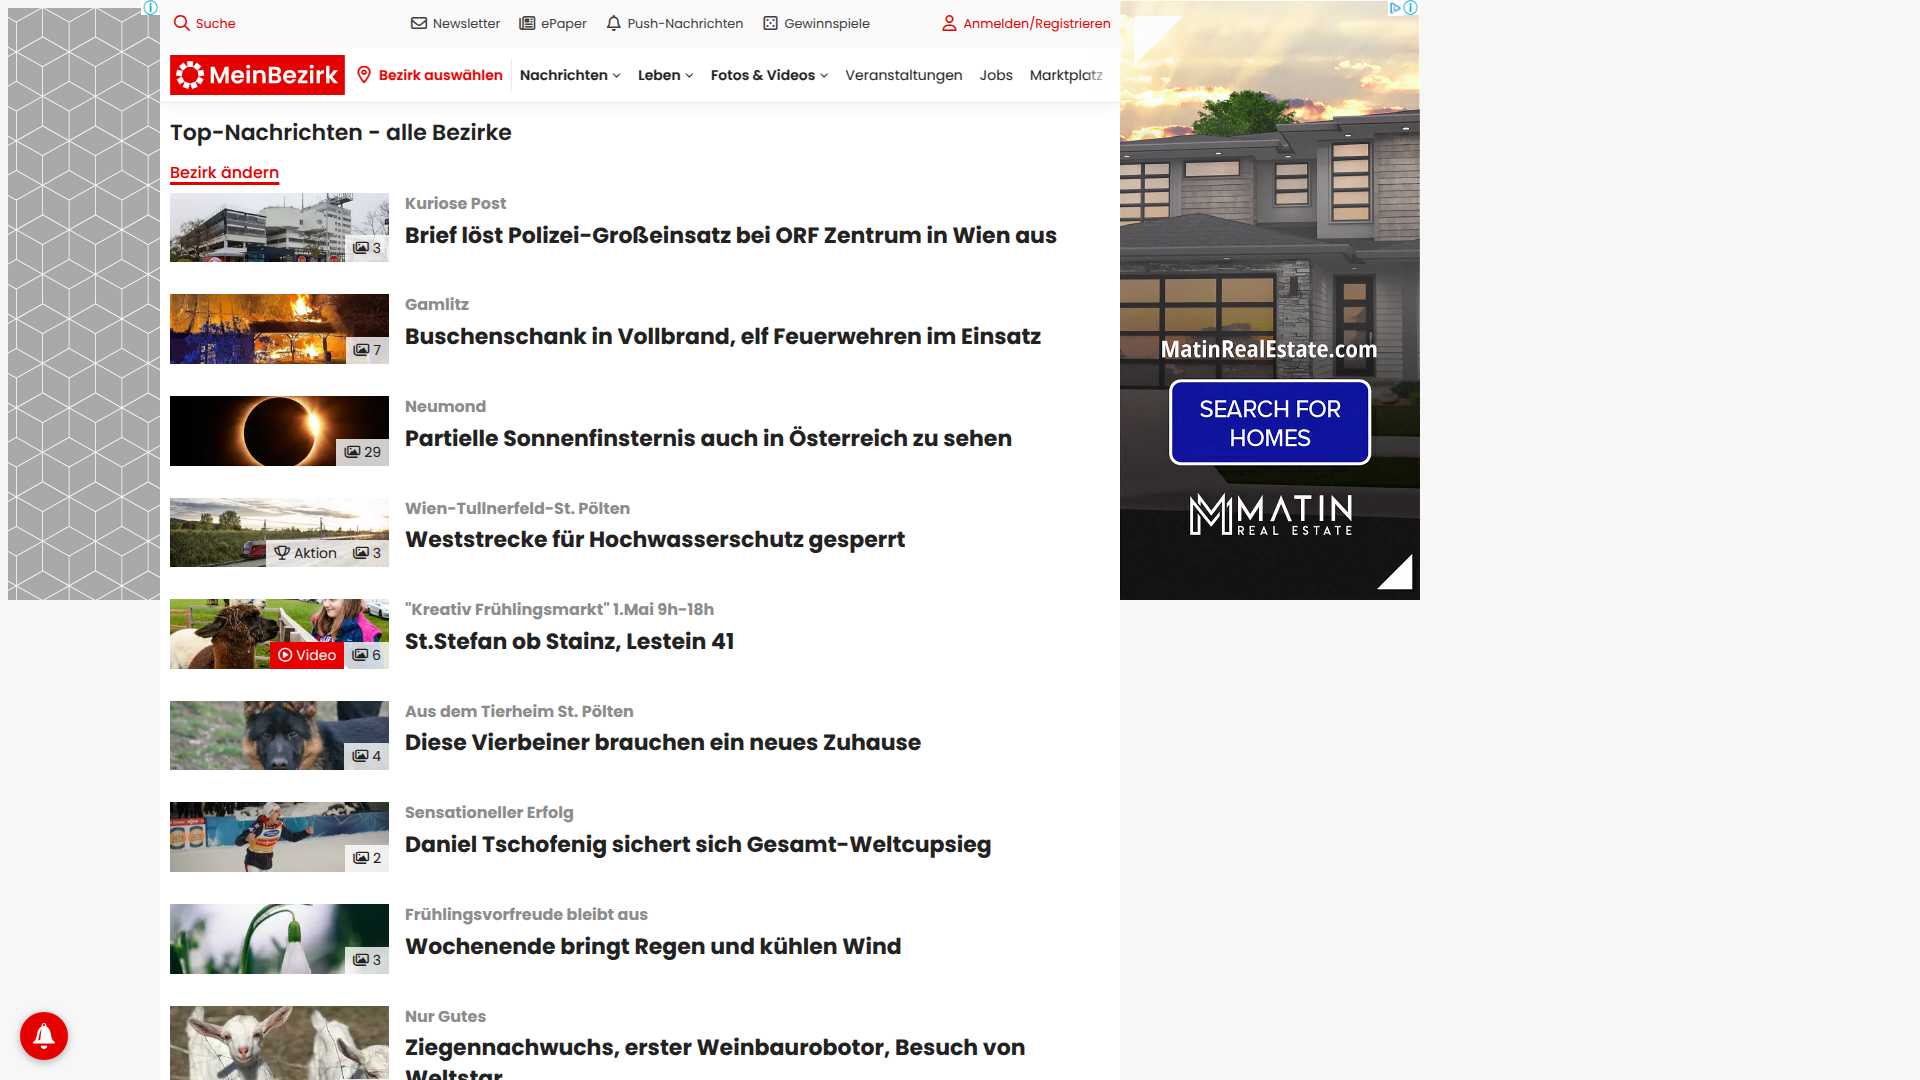 Suche
Newsletter
ePaper
Push-Nachrichten
Gewinnspiele
Anmelden/Registrieren
MeinBezirk
Bezirk auswählen
Nachrichten
Leben
Fotos & Videos
Veranstaltungen
Jobs
Marktplatz
Top-Nachrichten - alle Bezirke
Bezirk ändern
3
Kuriose Post
Brief löst Polizei-Großeinsatz bei ORF Zentrum in Wien aus
7
Gamlitz
Buschenschank in Vollbrand, elf Feuerwehren im Einsatz
29
Neumond
Partielle Sonnenfinsternis auch in Österreich zu sehen
Aktion 3
Wien-Tullnerfeld-St. Pölten
Weststrecke für Hochwasserschutz gesperrt
Video 6
"Kreativ Frühlingsmarkt" 1.Mai 9h-18h
St.Stefan ob Stainz, Lestein 41
4
Aus dem Tierheim St. Pölten
Diese Vierbeiner brauchen ein neues Zuhause
2
Sensationeller Erfolg
Daniel Tschofenig sichert sich Gesamt-Weltcupsieg
3
Frühlingsvorfreude bleibt aus
Wochenende bringt Regen und kühlen Wind
Nur Gutes
Ziegennachwuchs, erster Weinbaurobotor, Besuch von
Weltstar
MatinRealEstate.com
SEARCH FOR
HOMES
MATIN
REAL ESTATE